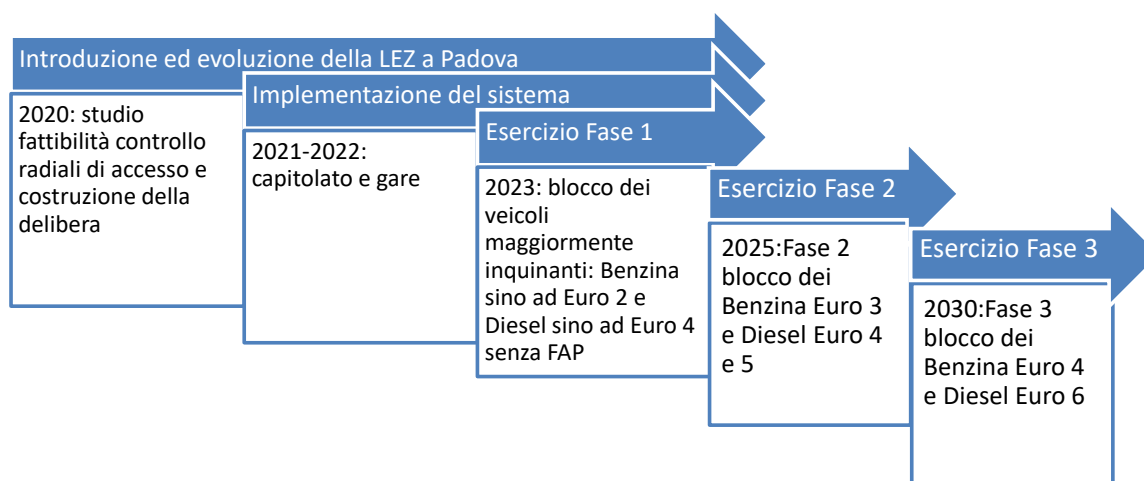 Introduzione ed evoluzione della LEZ a Padova
2020: studio
fattibilità controllo
radiali di accesso e
costruzione della
delibera
Implementazione del sistema
2021-2022:
capitolato e gare
Esercizio Fase 1
2023: blocco dei
veicoli
maggiormente
inquinanti: Benzina
sino ad Euro 2 e
Diesel sino ad Euro 4
senza FAP
Esercizio Fase 2
2025:Fase 2
blocco dei
Benzina Euro 3
e Diesel Euro 4
e 5
Esercizio Fase 3
2030:Fase 3
blocco dei
Benzina Euro 4
e Diesel Euro 6